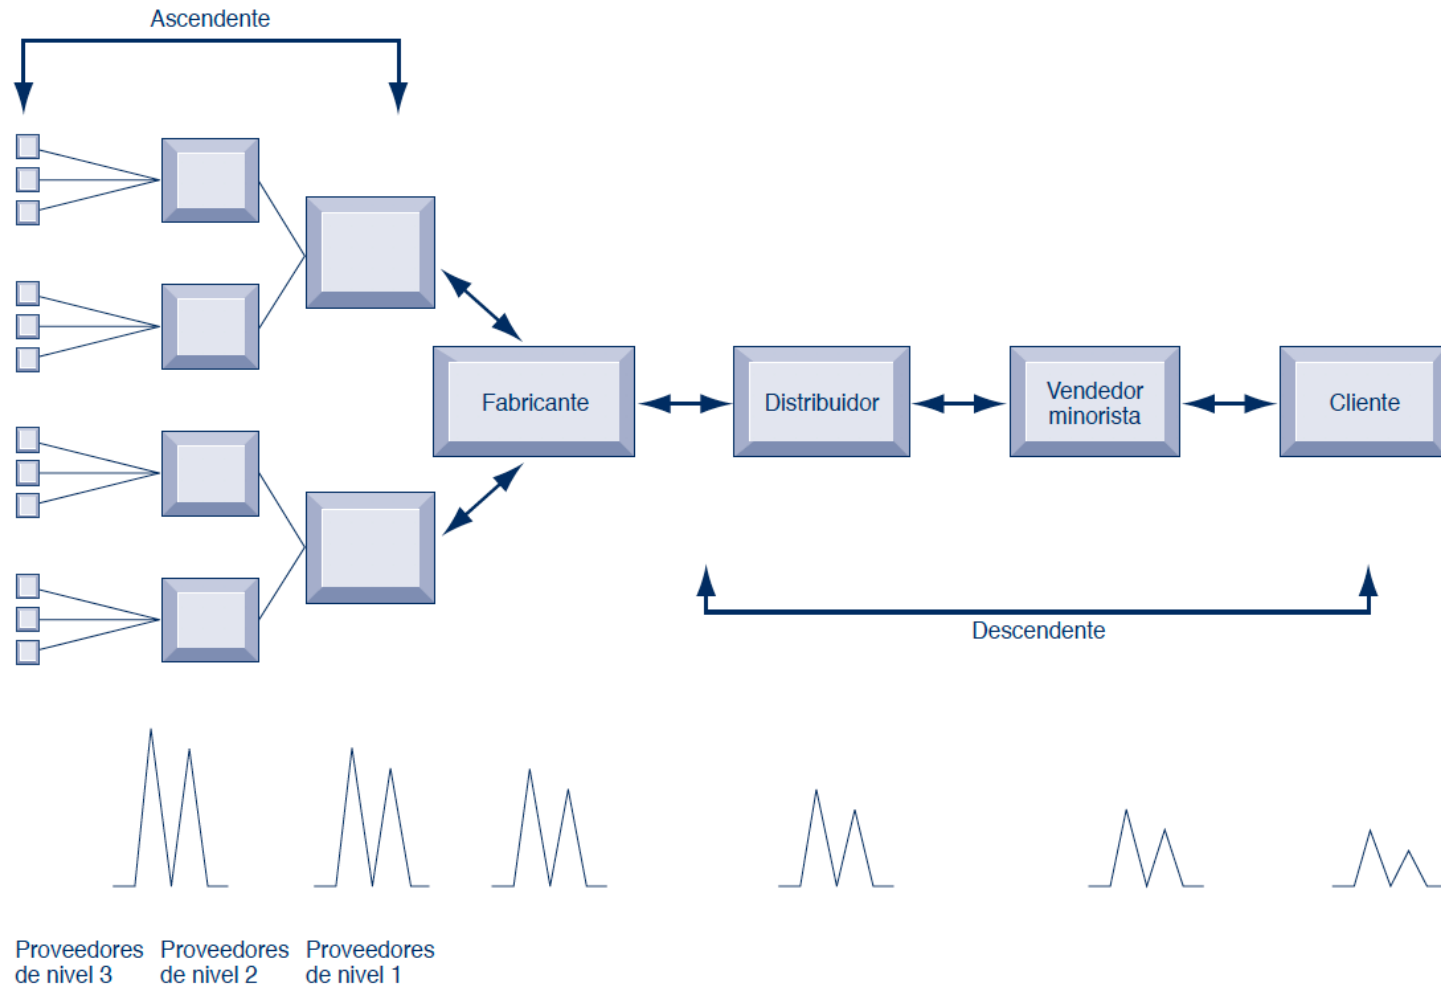 Ascendente
Fabricante
Distribuidor
Vendedor
minorista
Cliente
Descendente
Proveedores
de nivel 3
Proveedores
de nivel 2
Proveedores
de nivel 1